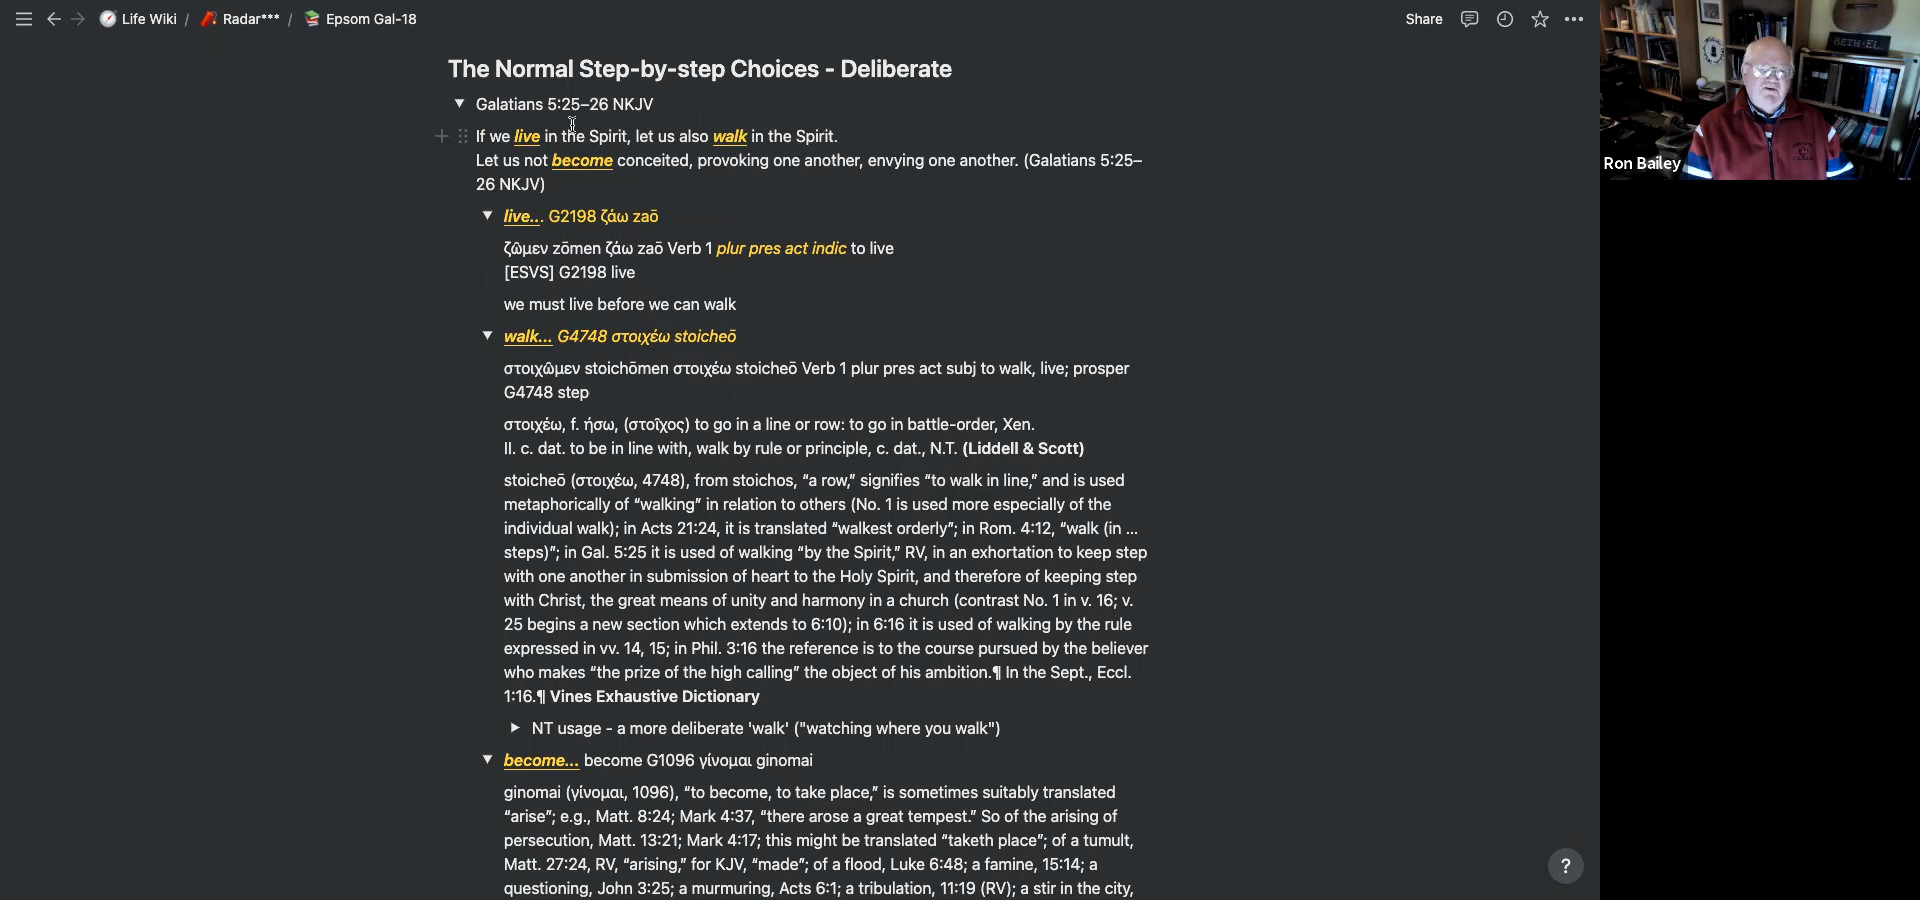 Life Wiki / Radar*** / Epsom Gal-18
Share
The Normal Step-by-step Choices - Deliberate
Galatians 5:25–26 NKJV
If we live in the Spirit, let us also walk in the Spirit.
Let us not become conceited, provoking one another, envying one another. (Galatians 5:25–
26 NKJV)
live... G2198 ζάω zaō
ζῶμεν zōmen ζάω zaō Verb 1 plur pres act indic to live
[ESVS] G2198 live
we must live before we can walk
walk... G4748 στοιχέω stoicheō
στοιχῶμεν stoichōmen στοιχέω stoicheō Verb 1 plur pres act subj to walk, live; prosper
G4748 step
στοιχέω, f. ήσω, (στοῖχος) to go in a line or row: to go in battle-order, Xen.
II. c. dat. to be in line with, walk by rule or principle, c. dat., N.T. (Liddell & Scott)
stoicheō (στοιχέω, 4748), from stoichos, “a row,” signifies “to walk in line,” and is used
metaphorically of “walking” in relation to others (No. 1 is used more especially of the
individual walk); in Acts 21:24, it is translated “walkest orderly”; in Rom. 4:12, “walk (in ...
steps)”; in Gal. 5:25 it is used of walking “by the Spirit,” RV, in an exhortation to keep step
with one another in submission of heart to the Holy Spirit, and therefore of keeping step
with Christ, the great means of unity and harmony in a church (contrast No. 1 in v. 16; v.
25 begins a new section which extends to 6:10); in 6:16 it is used of walking by the rule
expressed in vv. 14, 15; in Phil. 3:16 the reference is to the course pursued by the believer
who makes “the prize of the high calling” the object of his ambition.¶ In the Sept., Eccl.
1:16.¶ Vines Exhaustive Dictionary
NT usage - a more deliberate 'walk' ("watching where you walk")
become... become G1096 γίνομαι ginomai
ginomai (γίνομαι, 1096), “to become, to take place,” is sometimes suitably translated
“arise”; e.g., Matt. 8:24; Mark 4:37, “there arose a great tempest.” So of the arising of
persecution, Matt. 13:21; Mark 4:17; this might be translated “taketh place”; of a tumult,
Matt. 27:24, RV, “arising,” for KJV, “made”; of a flood, Luke 6:48; a famine, 15:14; a
questioning, John 3:25; a murmuring, Acts 6:1; a tribulation, 11:19 (RV); a stir in the city,
?
BETH-EL
Ron Bailey